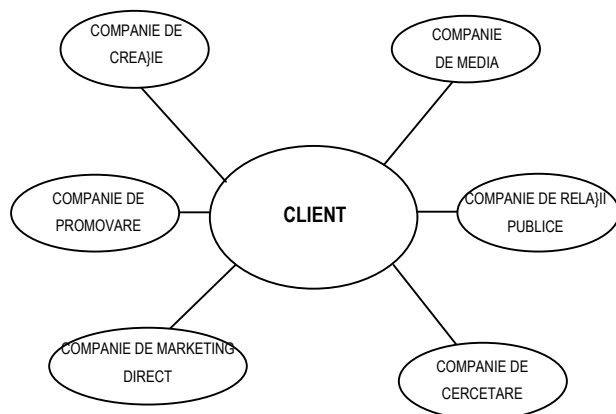 COMPANIE DE
CREA}IE
COMPANIE
DE MEDIA
COMPANIE DE
PROMOVARE
CLIENT
COMPANIE DE RELA}II
PUBLICE
COMPANIE DE MARKETING
DIRECT
COMPANIE DE
CERCETARE